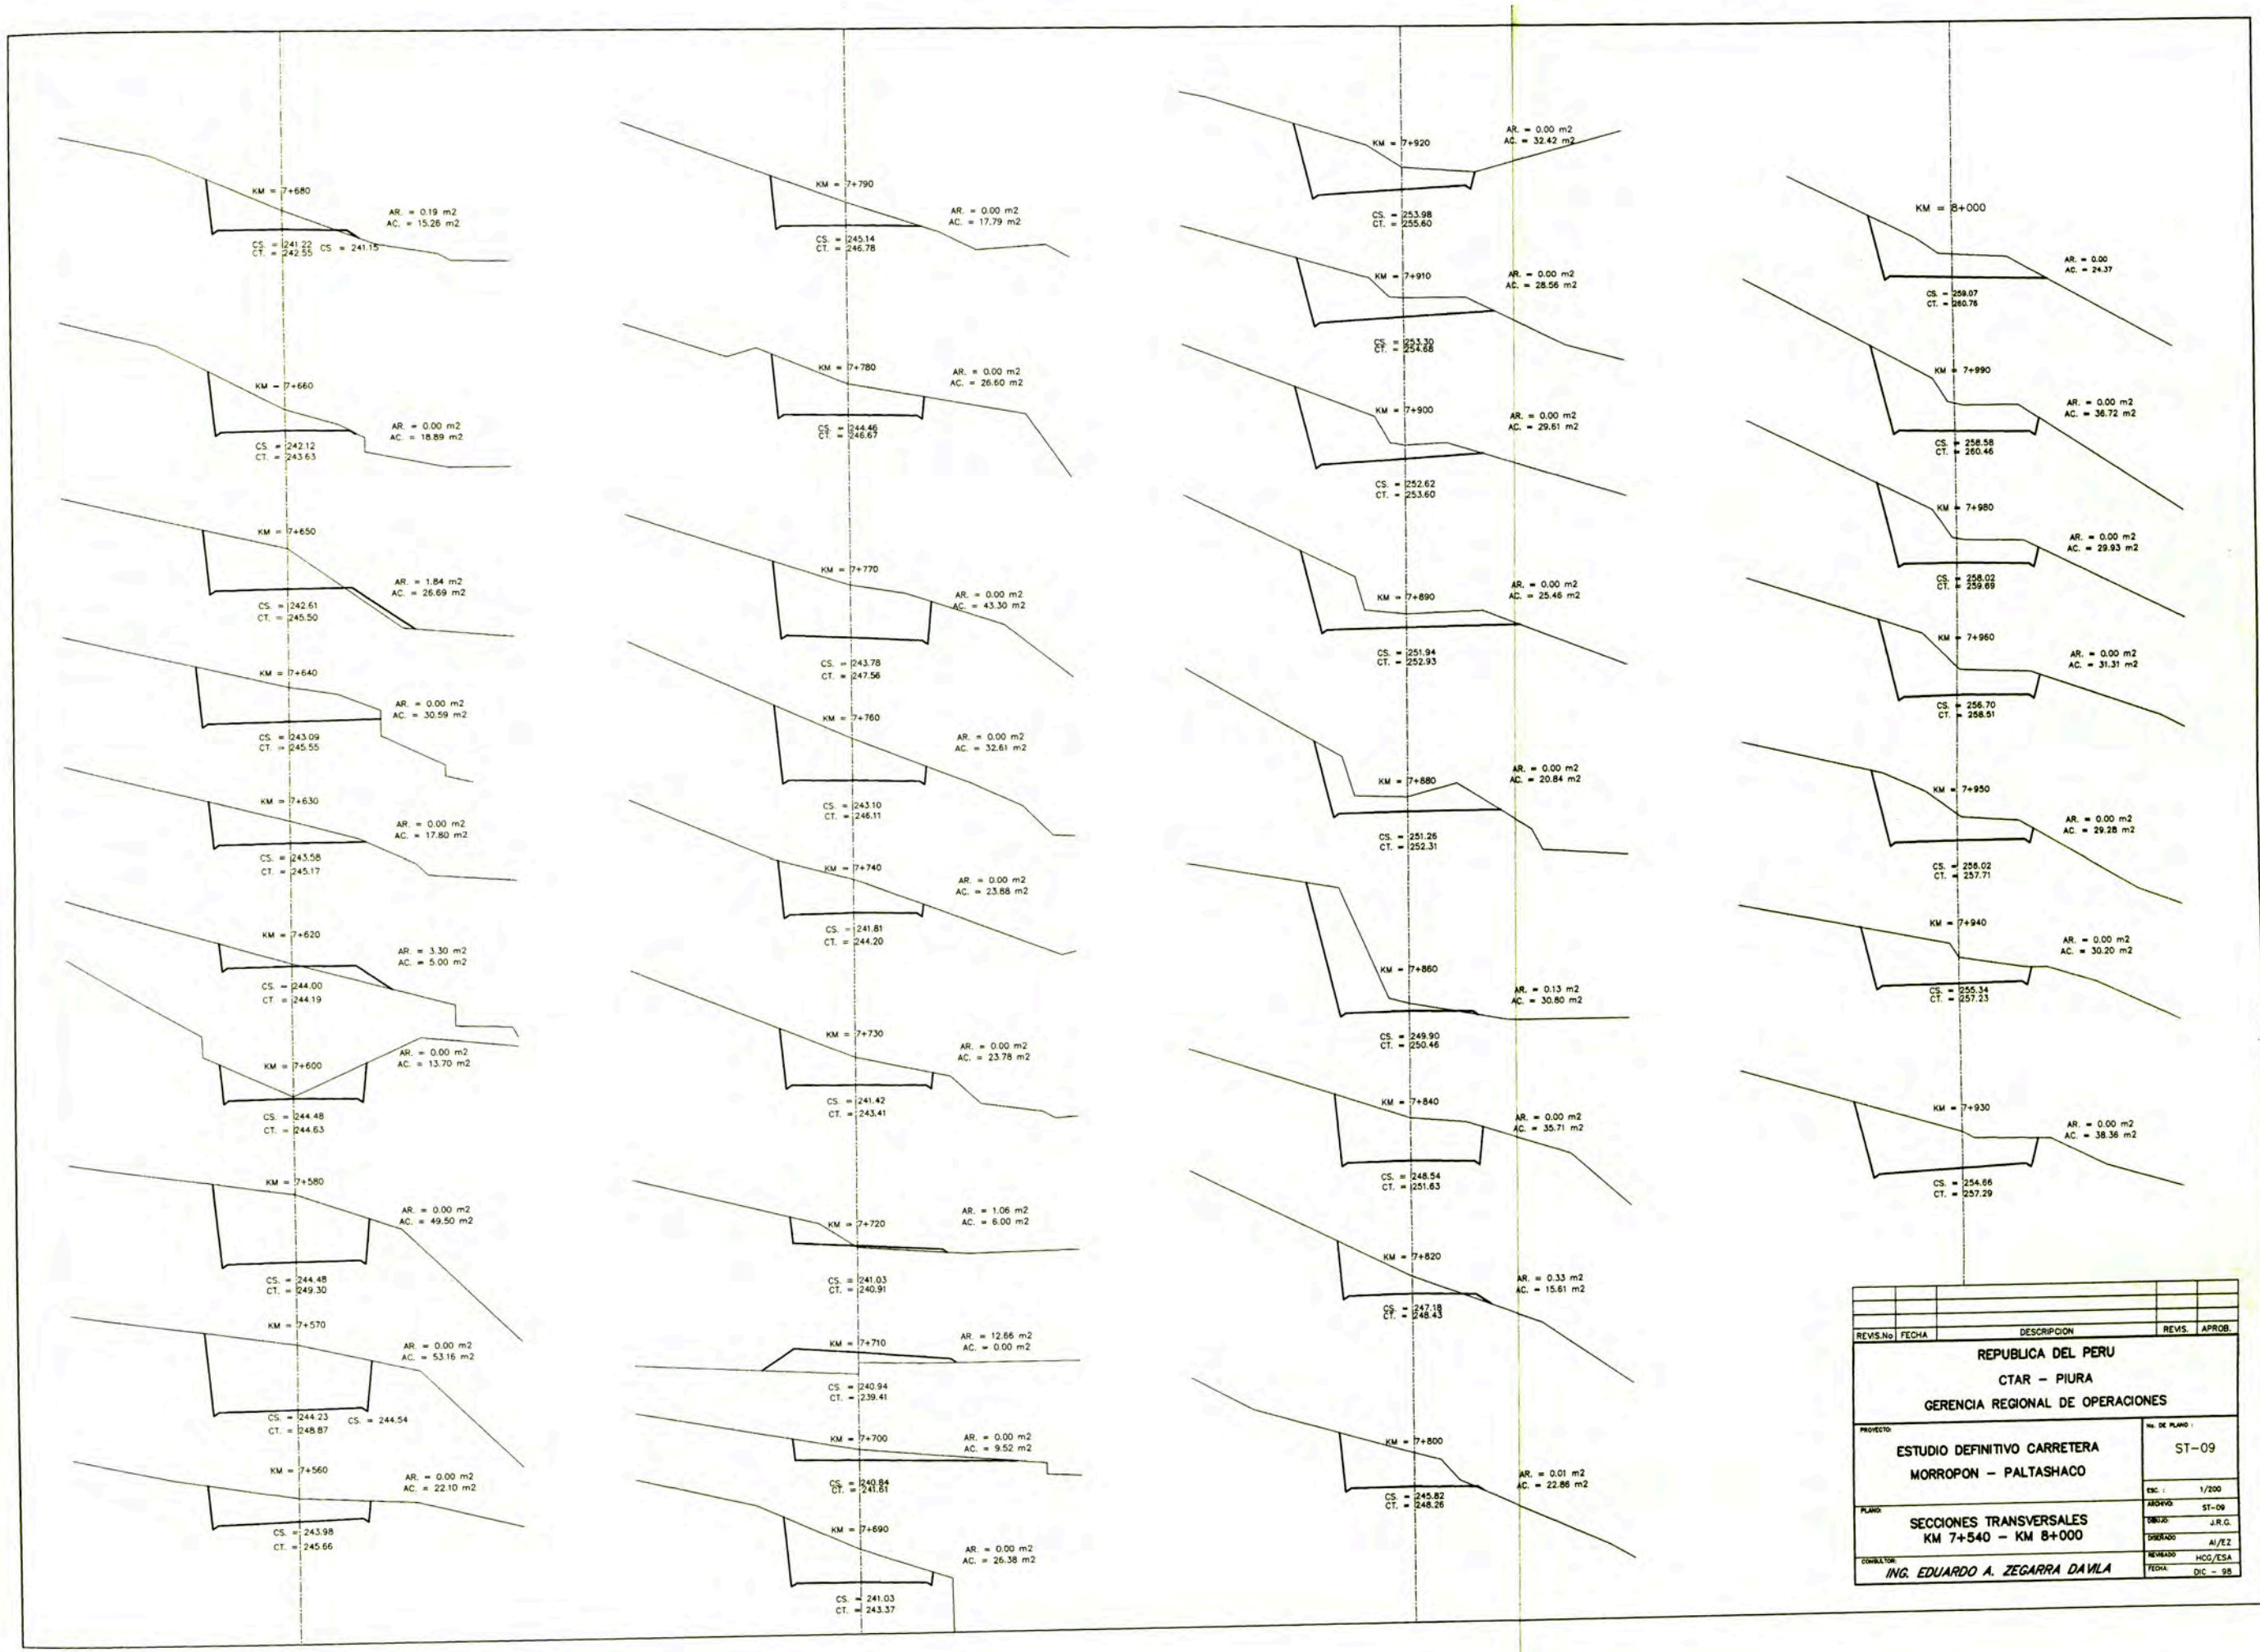 KM = 7+680
AR. = 0.19 m2
AC. = 15.26 m2
CS. = 241.22
CS = 241.15
CT. = 242.55
KM = 7+660
AR. = 0.00 m2
AC. = 18.89 m2
CS. = 242.12
CT. = 243.63
KM = 7+650
AR. = 1.84 m2
AC. = 26.69 m2
CS. = 242.61
CT. = 245.50
KM = 7+640
AR. = 0.00 m2
AC. = 30.59 m2
CS. = 243.09
CT. = 245.55
KM = 7+630
AR. = 0.00 m2
AC. = 17.80 m2
CS. = 243.58
CT. = 245.17
KM = 7+620
AR. = 3.30 m2
AC. = 5.00 m2
CS. = 244.00
CT. = 244.19
KM = 7+600
AR. = 0.00 m2
AC. = 13.70 m2
CS. = 244.48
CT. = 244.63
KM = 7+580
AR. = 0.00 m2
AC. = 49.50 m2
CS. = 244.48
CT. = 249.30
KM = 7+570
AR. = 0.00 m2
AC. = 53.16 m2
CS. = 244.23
CS. = 244.54
CT. = 248.87
KM = 7+560
AR. = 0.00 m2
AC. = 22.10 m2
CS. = 243.98
CT. = 245.66
KM = 7+790
AR. = 0.00 m2
AC. = 17.79 m2
CS. = 245.14
CT. = 246.78
KM = 7+780
AR. = 0.00 m2
AC. = 26.60 m2
CS. = 244.46
CT. = 246.67
KM = 7+770
AR. = 0.00 m2
AC. = 43.30 m2
CS. = 243.78
CT. = 247.56
KM = 7+760
AR. = 0.00 m2
AC. = 32.61 m2
CS. = 243.10
CT. = 246.11
KM = 7+740
AR. = 0.00 m2
AC. = 23.88 m2
CS. = 241.81
CT. = 244.20
KM = 7+730
AR. = 0.00 m2
AC. = 23.78 m2
CS. = 241.42
CT. = 243.41
KM = 7+720
AR. = 1.06 m2
AC. = 6.00 m2
CS. = 241.03
CT. = 240.91
KM = 7+710
AR. = 12.66 m2
AC. = 0.00 m2
CS. = 240.94
CT. = 239.41
KM = 7+700
AR. = 0.00 m2
AC. = 9.52 m2
CS. = 240.84
CT. = 241.61
KM = 7+690
AR. = 0.00 m2
AC. = 26.38 m2
CS. = 241.03
CT. = 243.37
KM = 7+920
AR. = 0.00 m2
AC. = 32.42 m2
CS. = 253.98
CT. = 255.60
KM = 7+910
AR. = 0.00 m2
AC. = 28.56 m2
CS. = 253.30
CT. = 254.68
KM = 7+900
AR. = 0.00 m2
AC. = 29.61 m2
CS. = 252.62
CT. = 253.60
KM = 7+890
AR. = 0.00 m2
AC. = 25.46 m2
CS. = 251.94
CT. = 252.93
KM = 7+880
AR. = 0.00 m2
AC. = 20.84 m2
CS. = 251.26
CT. = 252.31
KM = 7+860
AR. = 0.13 m2
AC. = 30.80 m2
CS. = 249.90
CT. = 250.46
KM = 7+840
AR. = 0.00 m2
AC. = 35.71 m2
CS. = 248.54
CT. = 251.63
KM = 7+820
AR. = 0.33 m2
AC. = 15.61 m2
CS. = 247.18
CT. = 248.43
KM = 7+800
AR. = 0.01 m2
AC. = 22.86 m2
CS. = 245.82
CT. = 248.26
KM = 8+000
AR. = 0.00
AC. = 24.37
CS. = 259.07
CT. = 260.76
KM = 7+990
AR. = 0.00 m2
AC. = 36.72 m2
CS. = 258.58
CT. = 260.46
KM = 7+980
AR. = 0.00 m2
AC. = 29.93 m2
CS. = 258.02
CT. = 259.69
KM = 7+960
AR. = 0.00 m2
AC. = 31.31 m2
CS. = 256.70
CT. = 258.51
KM = 7+950
AR. = 0.00 m2
AC. = 29.28 m2
CS. = 256.02
CT. = 257.71
KM = 7+940
AR. = 0.00 m2
AC. = 30.20 m2
CS. = 255.34
CT. = 257.23
KM = 7+930
AR. = 0.00 m2
AC. = 38.36 m2
CS. = 254.66
CT. = 257.29
REVIS.No FECHA DESCRIPCION REVIS. APROB.
REPUBLICA DEL PERU
CTAR - PIURA
GERENCIA REGIONAL DE OPERACIONES
PROYECTO:
ESTUDIO DEFINITIVO CARRETERA
MORROPON - PALTASHACO
No. DE PLANO :
ST-09
ESC. : 1/200
PLANO:
SECCIONES TRANSVERSALES
KM 7+540 - KM 8+000
ARCHIVO: ST-09
DIBUJO: J.R.G.
DISEÑADO AI/EZ
REVISADO HCG/ESA
FECHA: DIC - 98
CONSULTOR:
ING. EDUARDO A. ZEGARRA DAVILA